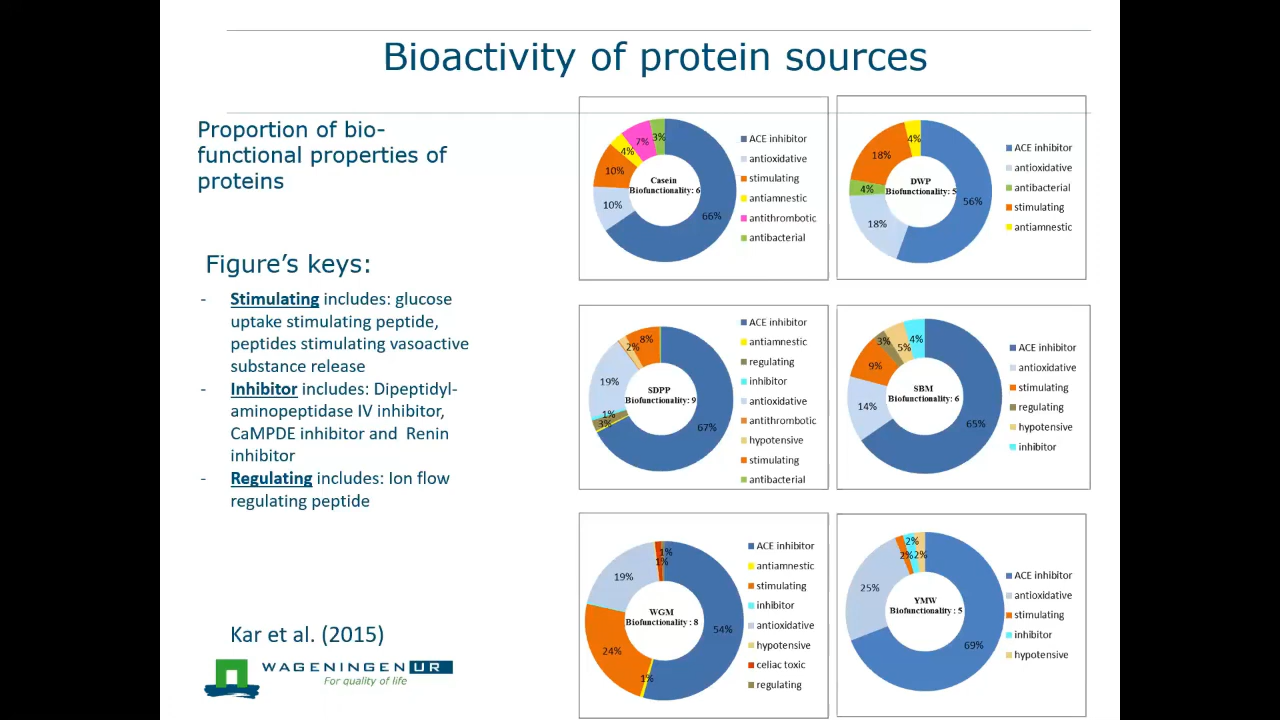 Bioactivity of protein sources
Proportion of bio-
functional properties of
proteins
Figure's keys:
- Stimulating includes: glucose
uptake stimulating peptide,
peptides stimulating vasoactive
substance release
- Inhibitor includes: Dipeptidyl-
aminopeptidase IV inhibitor,
CaMPDE inhibitor and Renin
inhibitor
- Regulating includes: Ion flow
regulating peptide
Kar et al. (2015)
WAGENINGEN UR
For quality of life
Casein
Biofunctionality: 6
66%
10%
10%
4%
7%
3%
ACE inhibitor
antioxidative
stimulating
antiamnestic
antithrombotic
antibacterial
DWP
Biofunctionality: 5
56%
18%
4%
18%
4%
ACE inhibitor
antioxidative
antibacterial
stimulating
antiamnestic
SDPP
Biofunctionality: 9
67%
3%
1%
19%
2%
8%
ACE inhibitor
antiamnestic
regulating
inhibitor
antioxidative
antithrombotic
hypotensive
stimulating
antibacterial
SBM
Biofunctionality: 6
65%
14%
9%
3%
5%
4%
ACE inhibitor
antioxidative
stimulating
regulating
hypotensive
inhibitor
WGM
Biofunctionality : 8
54%
1%
24%
19%
1%
1%
ACE inhibitor
antiamnestic
stimulating
inhibitor
antioxidative
hypotensive
celiac toxic
regulating
YMW
Biofunctionality : 5
69%
25%
2%
2%
2%
ACE inhibitor
antioxidative
stimulating
inhibitor
hypotensive